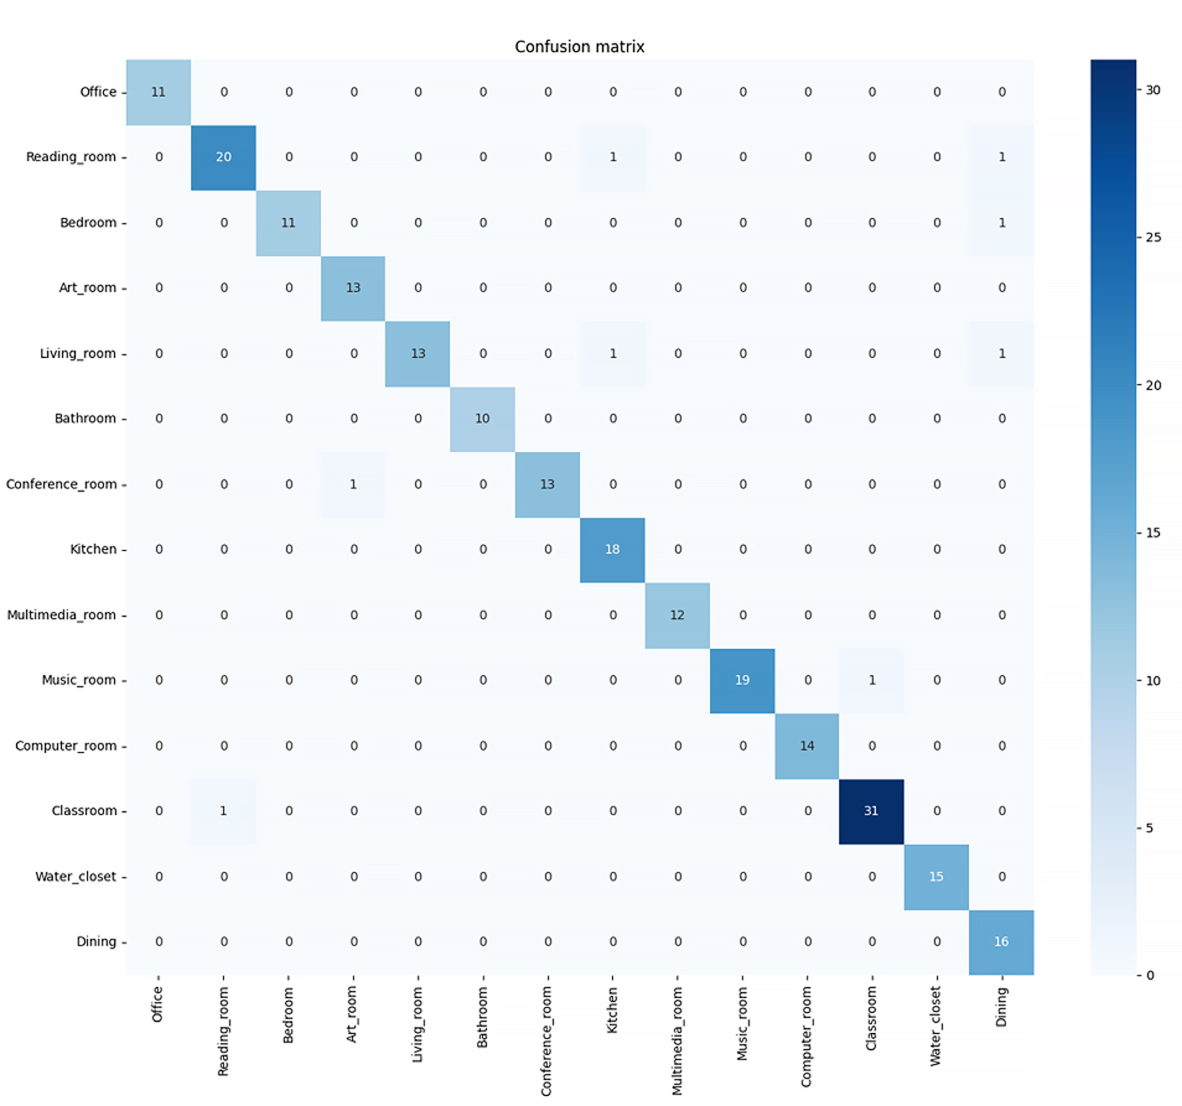 Confusion matrix
Office 11 0 0 0 0 0 0 0 0 0 0 0 0 0
Reading_room 0 20 0 0 0 0 0 1 0 0 0 0 0 1
Bedroom 0 0 11 0 0 0 0 0 0 0 0 0 0 1
Art_room 0 0 0 13 0 0 0 0 0 0 0 0 0 0
Living_room 0 0 0 0 13 0 0 1 0 0 0 0 0 1
Bathroom 0 0 0 0 0 10 0 0 0 0 0 0 0 0
Conference_room 0 0 0 1 0 0 13 0 0 0 0 0 0 0
Kitchen 0 0 0 0 0 0 0 18 0 0 0 0 0 0
Multimedia_room 0 0 0 0 0 0 0 0 12 0 0 0 0 0
Music_room 0 0 0 0 0 0 0 0 0 19 0 1 0 0
Computer_room 0 0 0 0 0 0 0 0 0 0 14 0 0 0
Classroom 0 1 0 0 0 0 0 0 0 0 0 31 0 0
Water_closet 0 0 0 0 0 0 0 0 0 0 0 0 15 0
Dining 0 0 0 0 0 0 0 0 0 0 0 0 0 16
Office
Reading_room
Bedroom
Art_room
Living_room
Bathroom
Conference_room
Kitchen
Multimedia_room
Music_room
Computer_room
Classroom
Water_closet
Dining
30
25
20
15
10
5
0